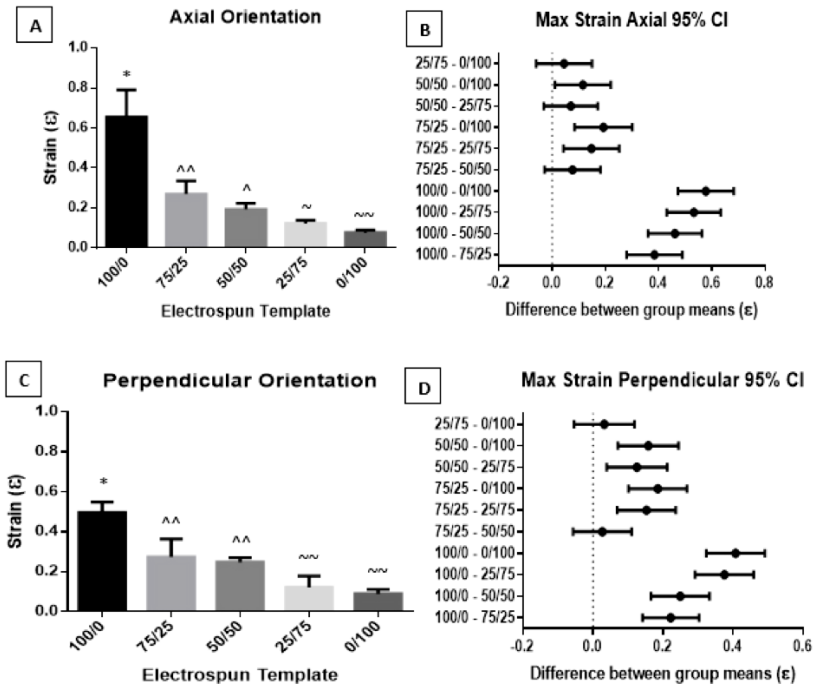 A
Axial Orientation
Strain (ε)
1.0
0.8
0.6
0.4
0.2
0.0
*
^^
^
~
~~
100/0
75/25
50/50
25/75
0/100
Electrospun Template
B
Max Strain Axial 95% CI
25/75 - 0/100
50/50 - 0/100
50/50 - 25/75
75/25 - 0/100
75/25 - 25/75
75/25 - 50/50
100/0 - 0/100
100/0 - 25/75
100/0 - 50/50
100/0 - 75/25
-0.2
0.0
0.2
0.4
0.6
0.8
Difference between group means (ε)
C
Perpendicular Orientation
Strain (ε)
1.0
0.8
0.6
0.4
0.2
0.0
*
^^
^^
~~
~~
100/0
75/25
50/50
25/75
0/100
Electrospun Template
D
Max Strain Perpendicular 95% CI
25/75 - 0/100
50/50 - 0/100
50/50 - 25/75
75/25 - 0/100
75/25 - 25/75
75/25 - 50/50
100/0 - 0/100
100/0 - 25/75
100/0 - 50/50
100/0 - 75/25
-0.2
0.0
0.2
0.4
0.6
Difference between group means (ε)